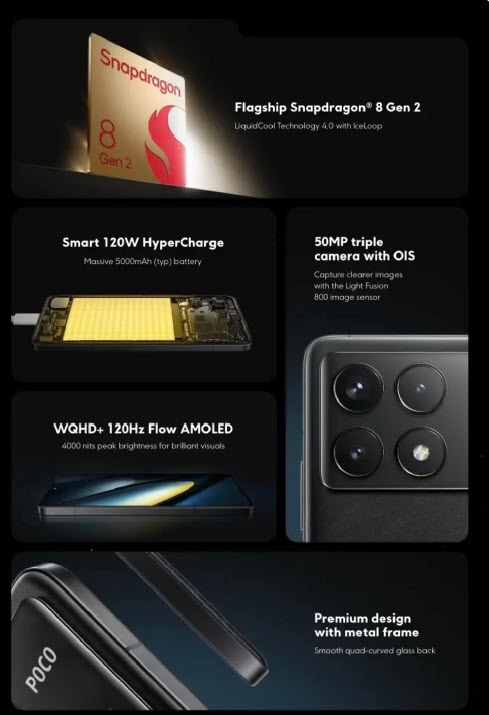 Snapdragon
8
Gen 2
Flagship Snapdragon® 8 Gen 2
LiquidCool Technology 4.0 with IceLoop
Smart 120W HyperCharge
Massive 5000mAh (typ) battery
50MP triple
camera with OIS
Capture clearer images
with the Light Fusion
800 image sensor
WQHD+ 120Hz Flow AMOLED
4000 nits peak brightness for brilliant visuals
POCO
Premium design
with metal frame
Smooth quad-curved glass back